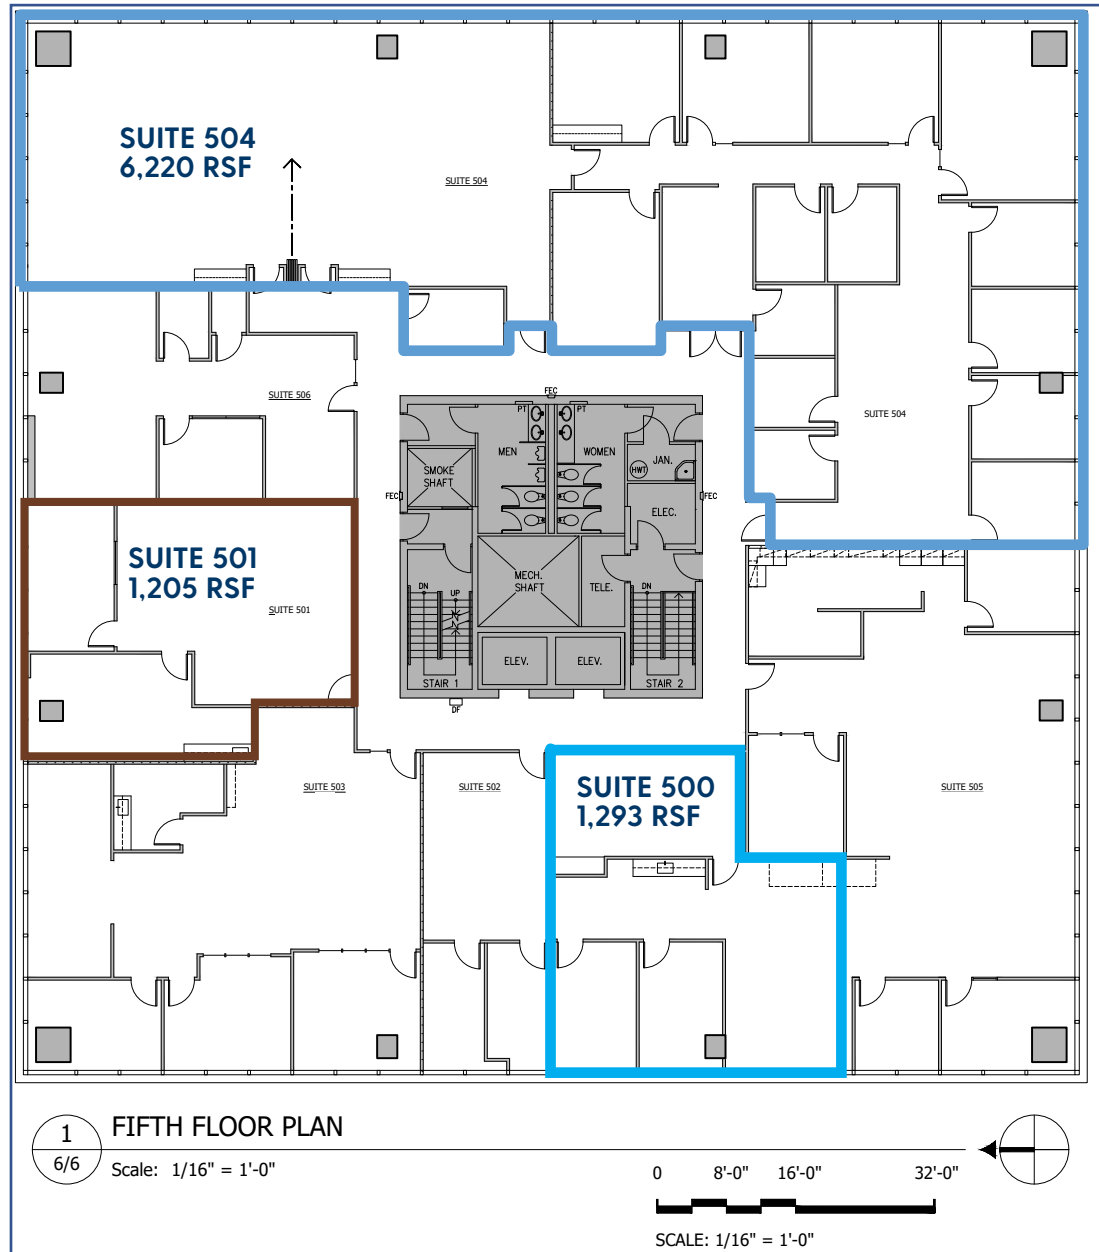 SUITE 504
6,220 RSF
SUITE 504
SUITE 506
SUITE 504
FEC
PT
PT
MEN
WOMEN
JAN.
SMOKE
SHAFT
HWT
FEC
FEC
ELEC.
SUITE 501
1,205 RSF
SUITE 501
MECH.
SHAFT
TELE.
DN
UP
DN
ELEV.
ELEV.
STAIR 1
STAIR 2
DF
SUITE 503
SUITE 502
SUITE 500
1,293 RSF
SUITE 505
1
6/6
FIFTH FLOOR PLAN
Scale: 1/16" = 1'-0"
0 8'-0" 16'-0" 32'-0"
SCALE: 1/16" = 1'-0"